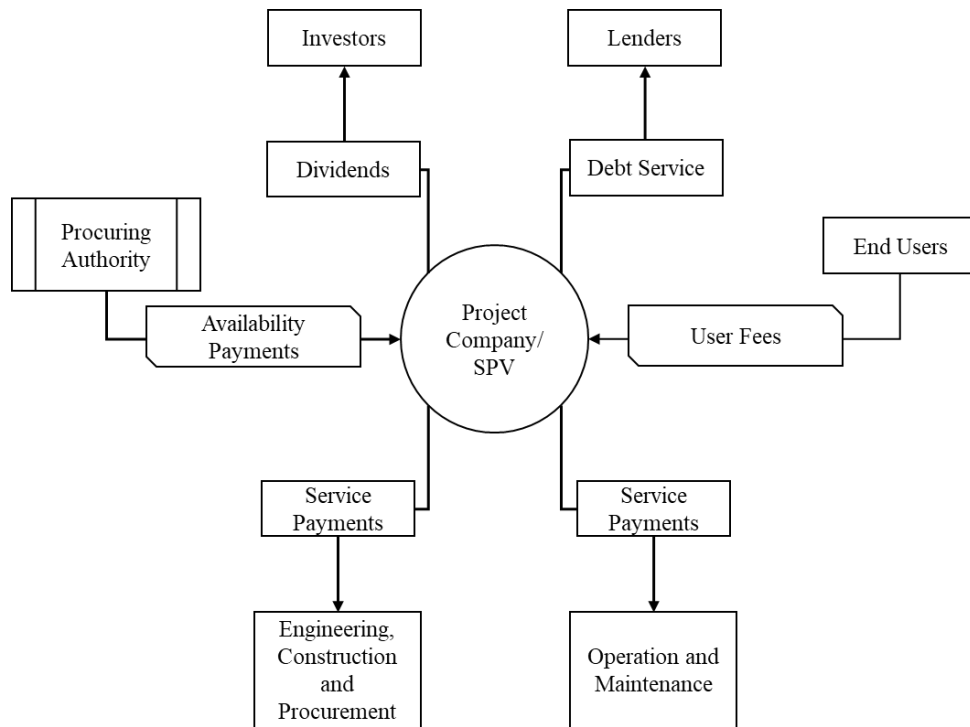 Investors
Lenders
Dividends
Debt Service
Procuring
Authority
End Users
Availability
Payments
Project
Company/
SPV
User Fees
Service
Payments
Service
Payments
Engineering,
Construction
and
Procurement
Operation and
Maintenance